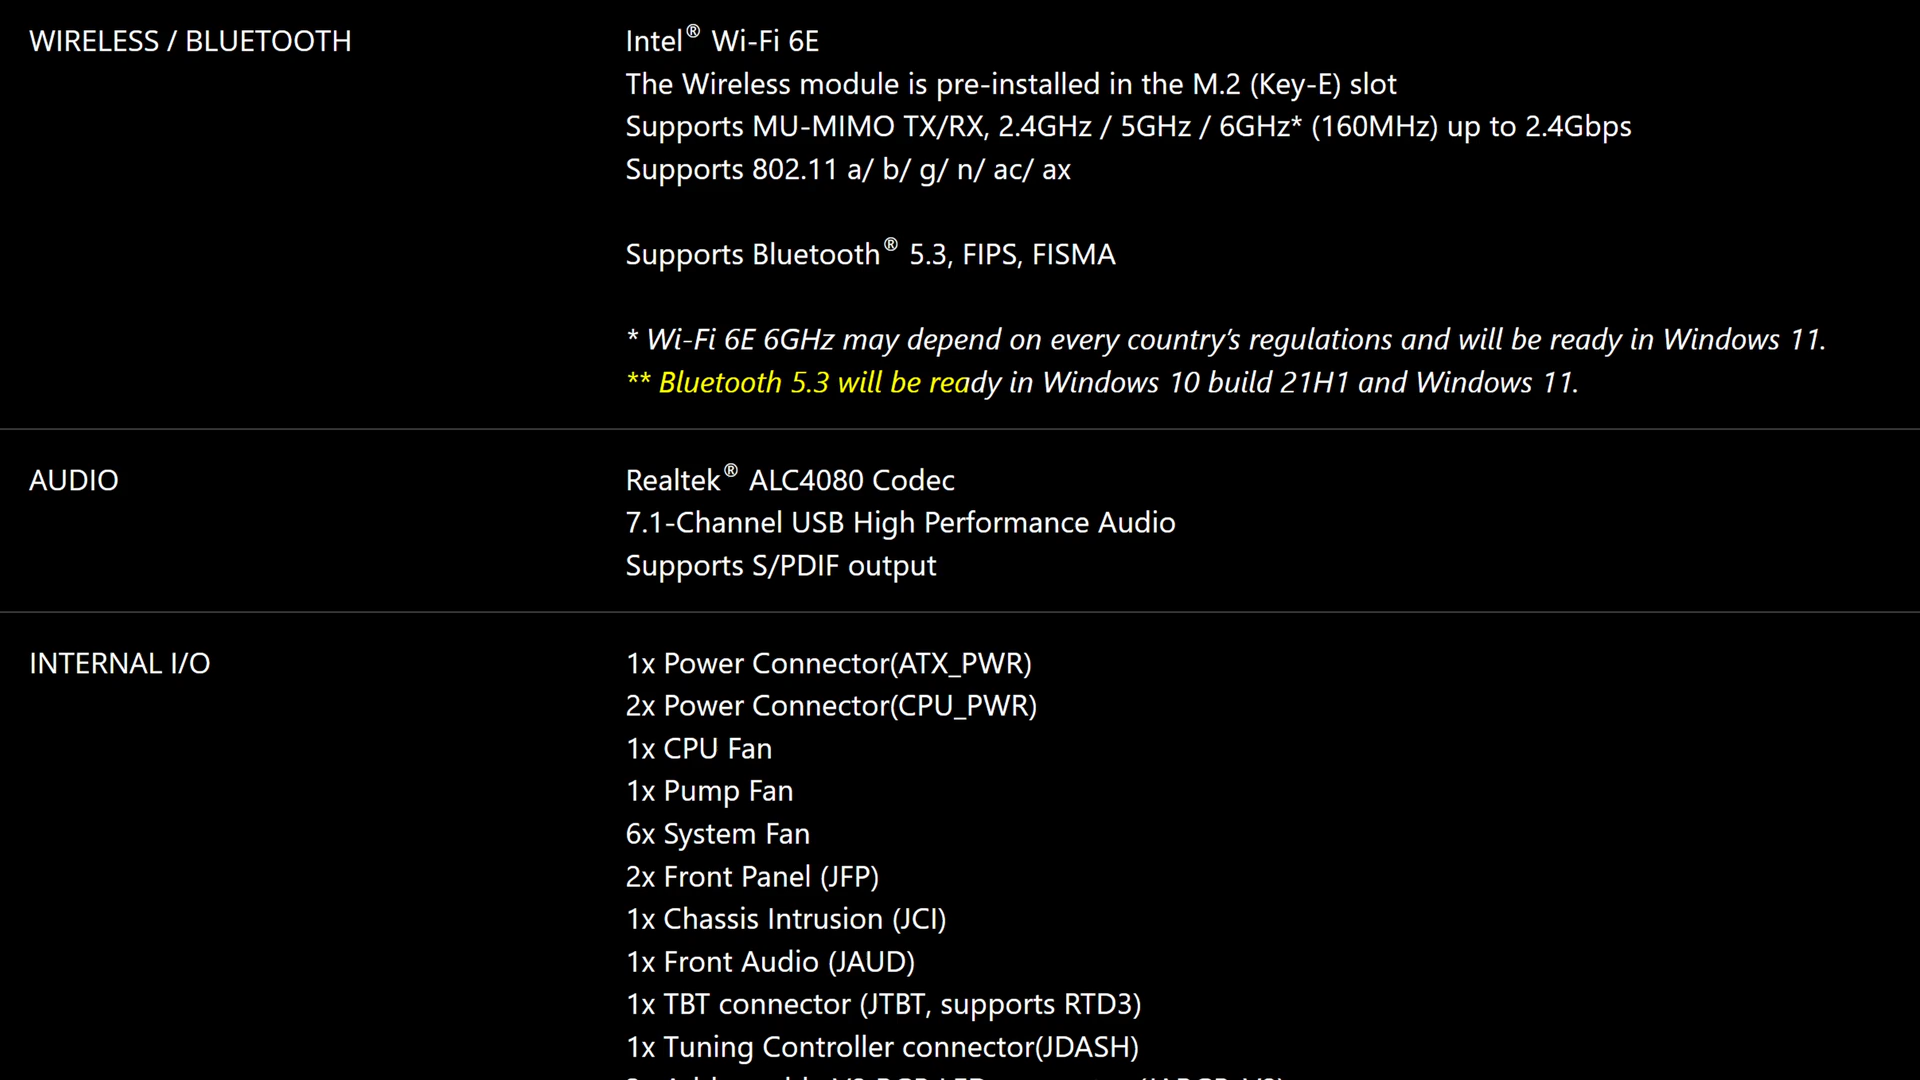 WIRELESS / BLUETOOTH
Intel® Wi-Fi 6E
The Wireless module is pre-installed in the M.2 (Key-E) slot
Supports MU-MIMO TX/RX, 2.4GHz / 5GHz / 6GHz* (160MHz) up to 2.4Gbps
Supports 802.11 a/ b/ g/ n/ ac/ ax
Supports Bluetooth® 5.3, FIPS, FISMA
* Wi-Fi 6E 6GHz may depend on every country’s regulations and will be ready in Windows 11.
** Bluetooth 5.3 will be ready in Windows 10 build 21H1 and Windows 11.
AUDIO
Realtek® ALC4080 Codec
7.1-Channel USB High Performance Audio
Supports S/PDIF output
INTERNAL I/O
1x Power Connector(ATX_PWR)
2x Power Connector(CPU_PWR)
1x CPU Fan
1x Pump Fan
6x System Fan
2x Front Panel (JFP)
1x Chassis Intrusion (JCI)
1x Front Audio (JAUD)
1x TBT connector (JTBT, supports RTD3)
1x Tuning Controller connector(JDASH)